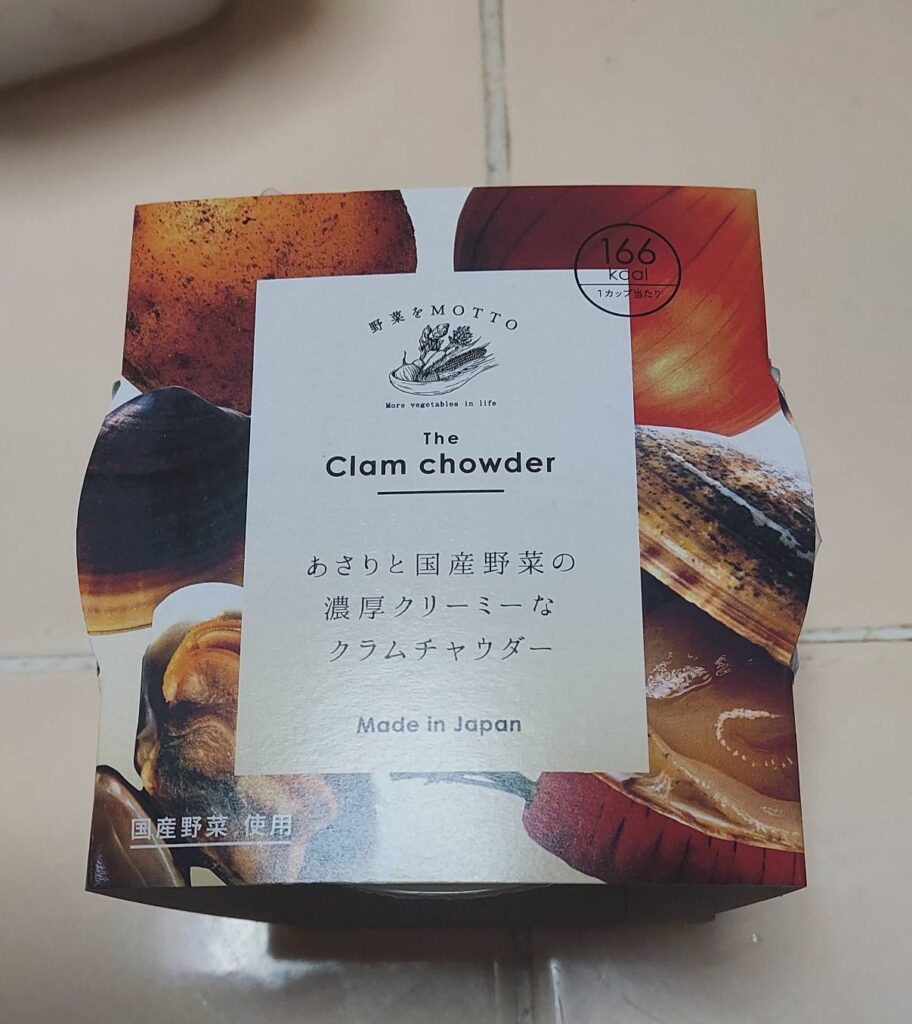 166
kcal
1カップ当たり
野菜をMOTTO
More vegetables in life
The
Clam chowder
あさりと国産野菜の
濃厚クリーミーな
クラムチャウダー
Made in Japan
国産野菜 使用